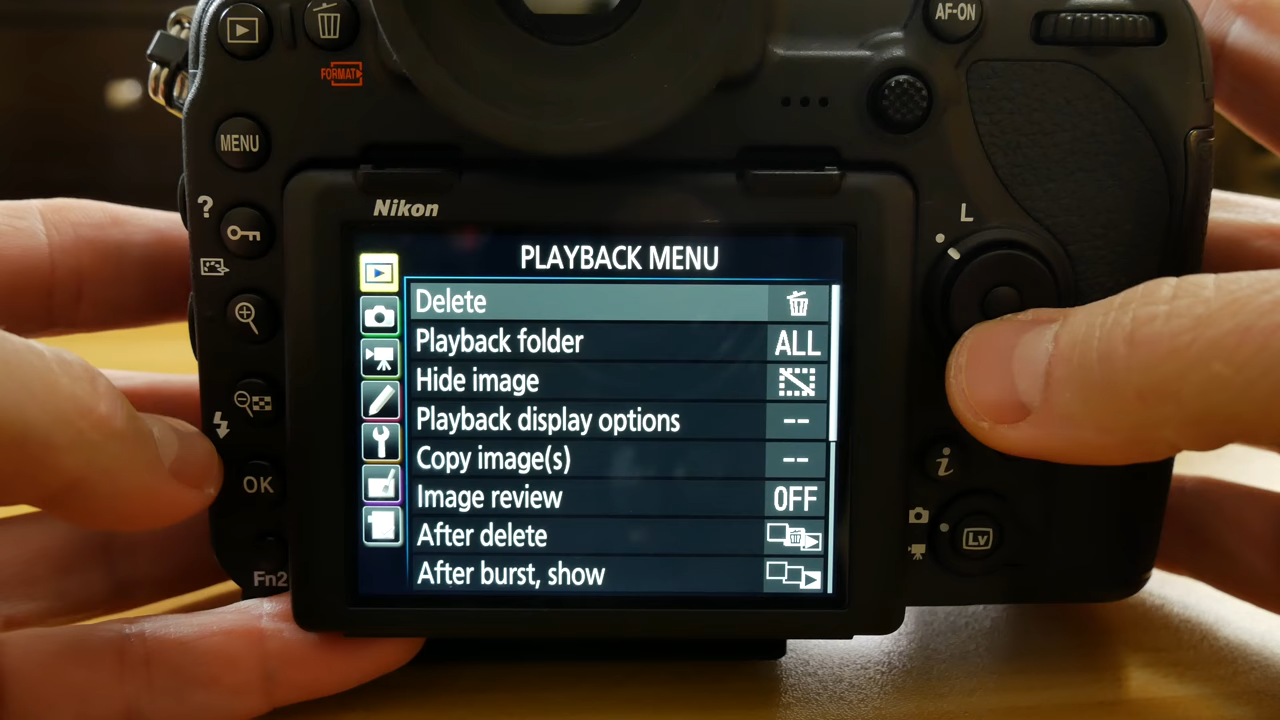 AF-ON
FORMAT
MENU
?
L
Nikon
PLAYBACK MENU
Delete
Playback folder ALL
Hide image
Playback display options --
Copy image(s) --
Image review OFF
After delete
After burst, show
OK
i
Lv
Fn2